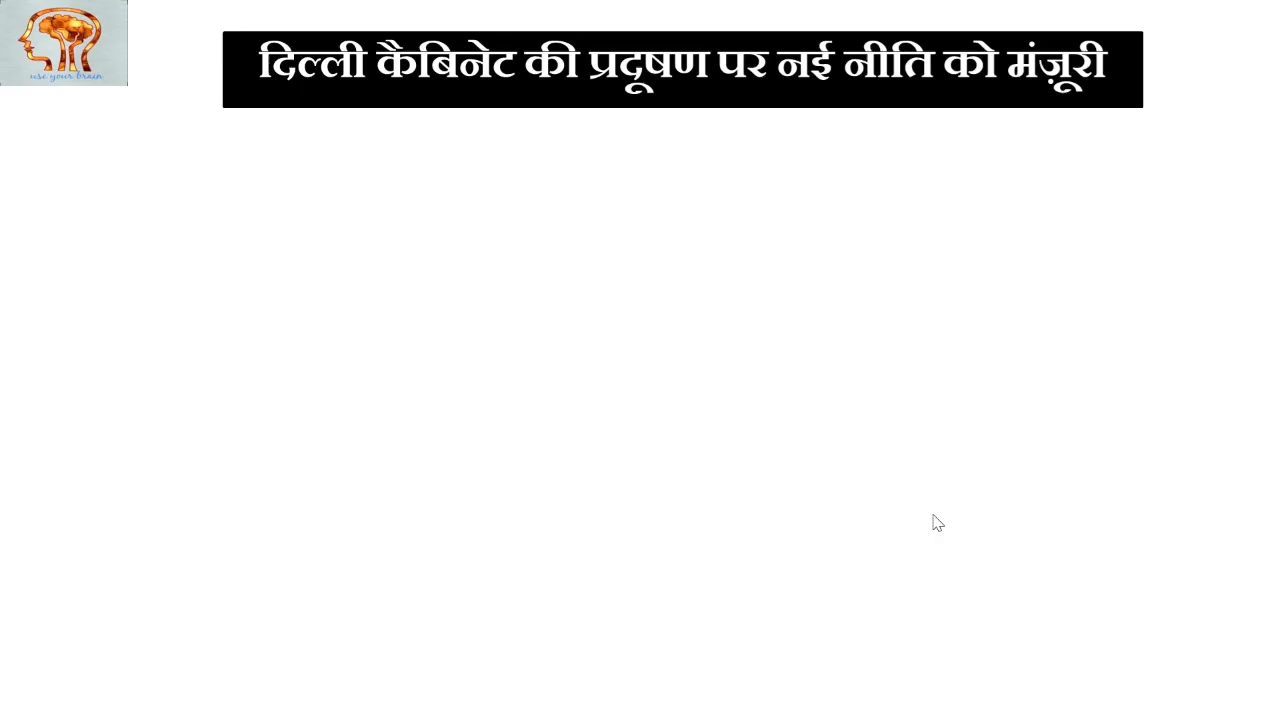 use your brain
दिल्ली कैबिनेट की प्रदूषण पर नई नीति को मंज़ूरी